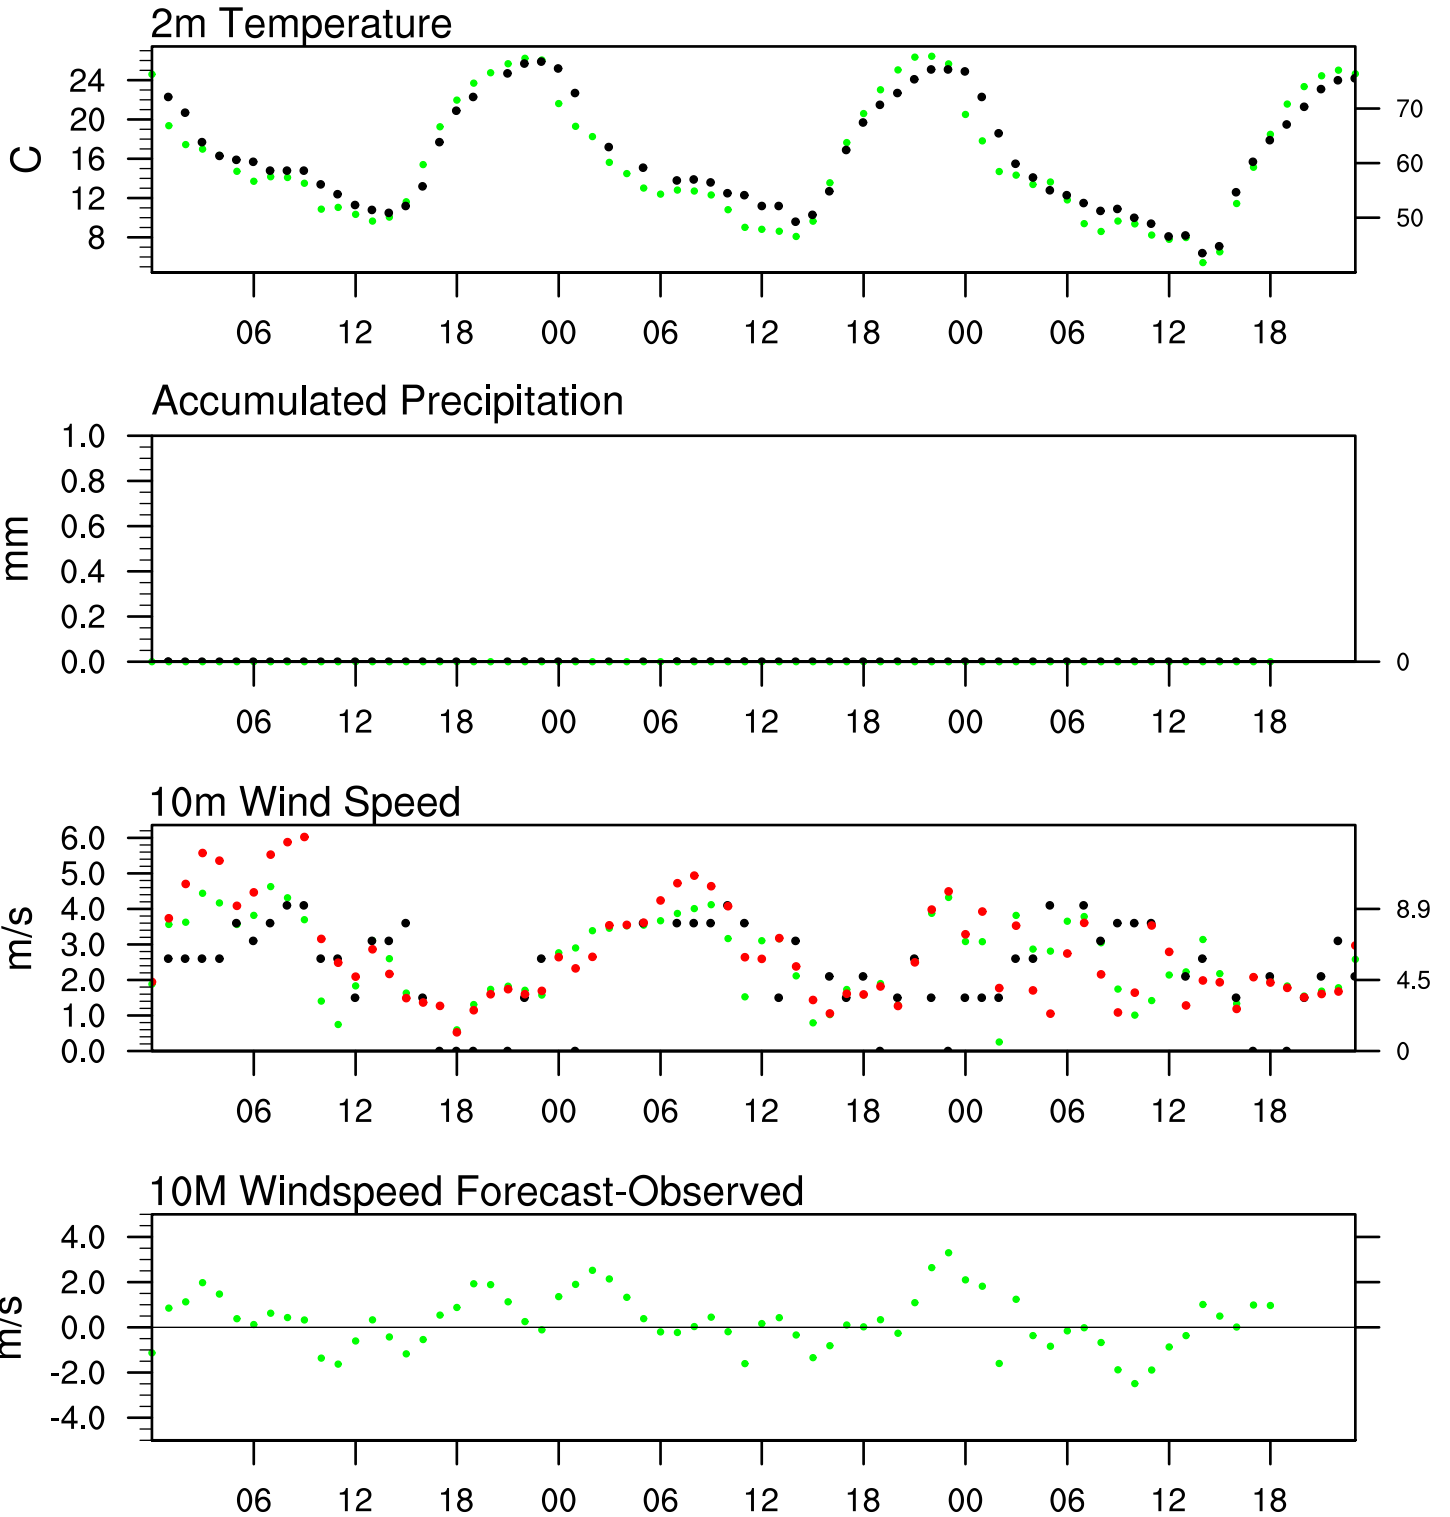 2m Temperature
24
20
16
12
8
C
70
60
50
06 12 18 00 06 12 18 00 06 12 18
Accumulated Precipitation
1.0
0.8
0.6
0.4
0.2
0.0
mm
0
06 12 18 00 06 12 18 00 06 12 18
10m Wind Speed
6.0
5.0
4.0
3.0
2.0
1.0
0.0
m/s
8.9
4.5
0
06 12 18 00 06 12 18 00 06 12 18
10M Windspeed Forecast-Observed
4.0
2.0
0.0
-2.0
-4.0
m/s
06 12 18 00 06 12 18 00 06 12 18